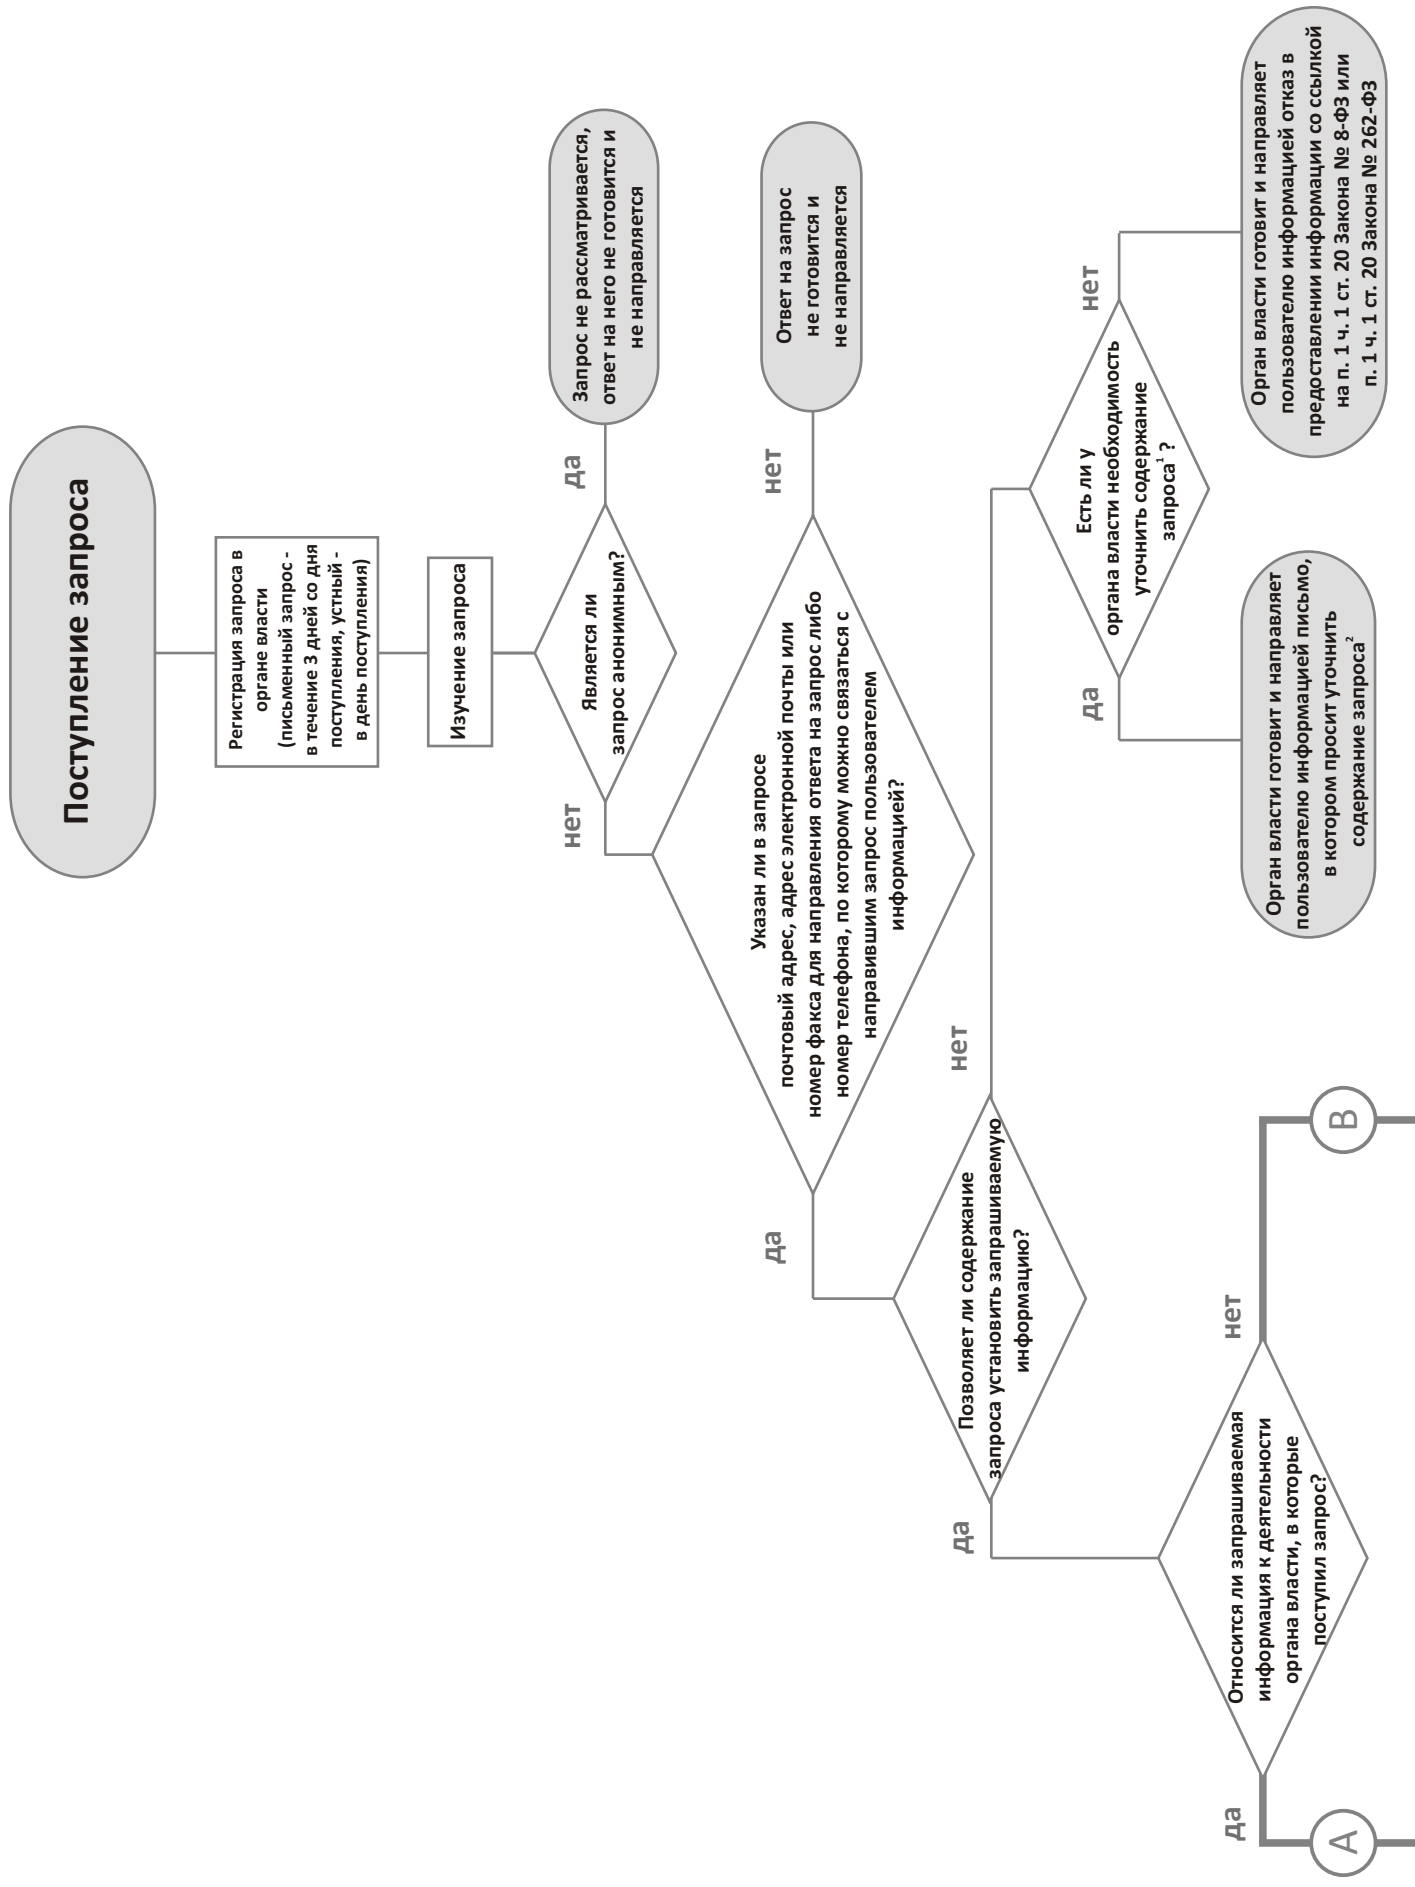 Поступление запроса
Регистрация запроса в
органе власти
(письменный запрос -
в течение 3 дней со дня
поступления, устный -
в день поступления)
Изучение запроса
Является ли
запрос анонимным?
да
Запрос не рассматривается,
ответ на него не готовится и
не направляется
нет
Указан ли в запросе
почтовый адрес, адрес электронной почты или
номер факса для направления ответа на запрос либо
номер телефона, по которому можно связаться с
направившим запрос пользователем
информацией?
нет
Ответ на запрос
не готовится и
не направляется
да
Позволяет ли содержание
запроса установить запрашиваемую
информацию?
нет
Есть ли у
органа власти необходимость
уточнить содержание
запроса¹ ?
нет
Орган власти готовит и направляет
пользователю информацией отказ в
предоставлении информации со ссылкой
на п. 1 ч. 1 ст. 20 Закона № 8-ФЗ или
п. 1 ч. 1 ст. 20 Закона № 262-ФЗ
да
Орган власти готовит и направляет
пользователю информацией письмо,
в котором просит уточнить
содержание запроса²
да
Относится ли запрашиваемая
информация к деятельности
органа власти, в которые
поступил запрос?
да
A
нет
B